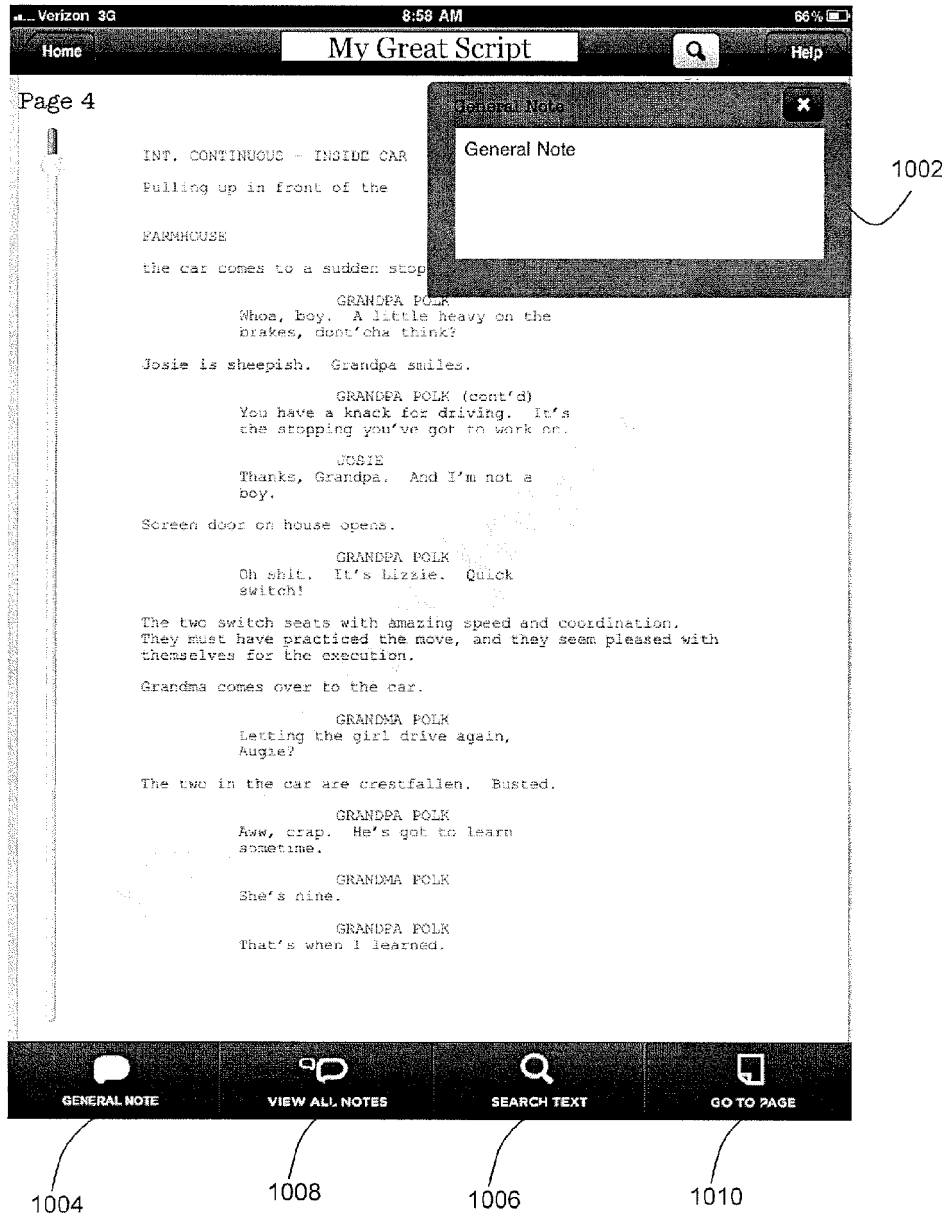 Verizon 3G 8:58 AM 66%
Home My Great Script Help
Page 4
General Note
General Note
1002
INT. CONTINUOUS - INSIDE CAR
Pulling up in front of the
FARMHOUSE
the car comes to a sudden stop
GRANDPA POLK
Whoa, boy. A little heavy on the
brakes, dont'cha think?
Josie is sheepish. Grandpa smiles.
GRANDPA POLK (cont'd)
You have a knack for driving. It's
the stopping you've got to work on.
JOSIE
Thanks, Grandpa. And I'm not a
boy.
Screen door on house opens.
GRANDPA POLK
Oh shit. It's Lizzie. Quick
switch!
The two switch seats with amazing speed and coordination.
They must have practiced the move, and they seem pleased with
themselves for the execution.
Grandma comes over to the car.
GRANDMA POLK
Letting the girl drive again,
Augie?
The two in the car are crestfallen. Busted.
GRANDPA POLK
Aww, crap. He's got to learn
sometime.
GRANDMA POLK
She's nine.
GRANDPA POLK
That's when I learned.
GENERAL NOTE VIEW ALL NOTES SEARCH TEXT GO TO PAGE
1004 1008 1006 1010